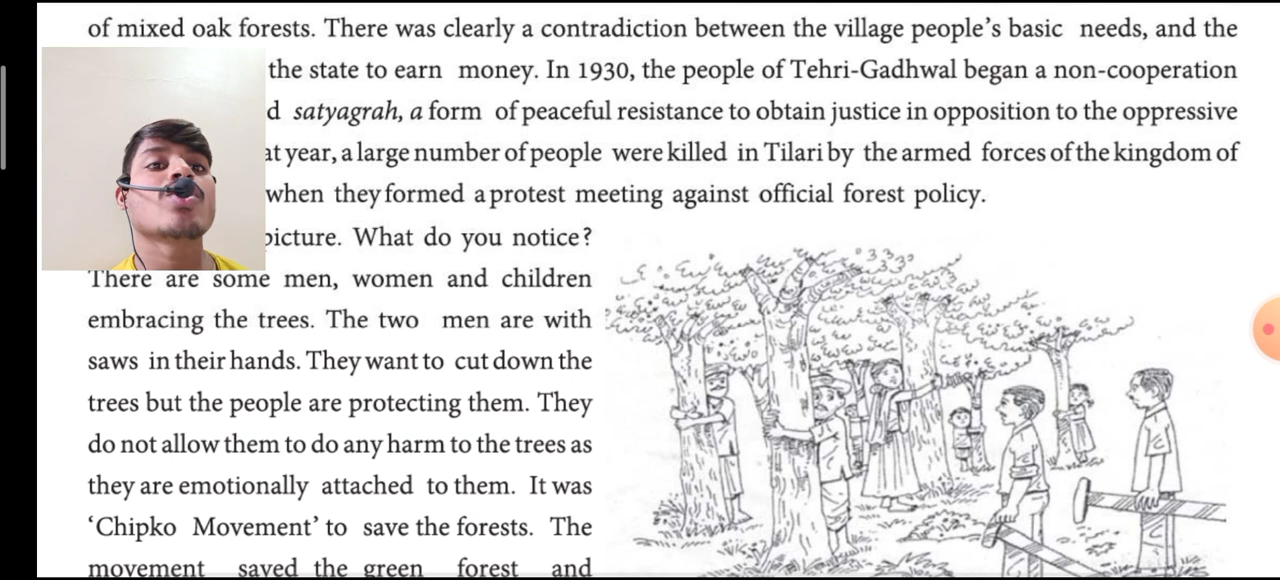 of mixed oak forests. There was clearly a contradiction between the village people's basic needs, and the
the state to earn money. In 1930, the people of Tehri-Gadhwal began a non-cooperation
d satyagrah, a form of peaceful resistance to obtain justice in opposition to the oppressive
at year, a large number of people were killed in Tilari by the armed forces of the kingdom of
when they formed a protest meeting against official forest policy.
picture. What do you notice?
There are some men, women and children
embracing the trees. The two men are with
saws in their hands. They want to cut down the
trees but the people are protecting them. They
do not allow them to do any harm to the trees as
they are emotionally attached to them. It was
'Chipko Movement' to save the forests. The
movement saved the green forest and